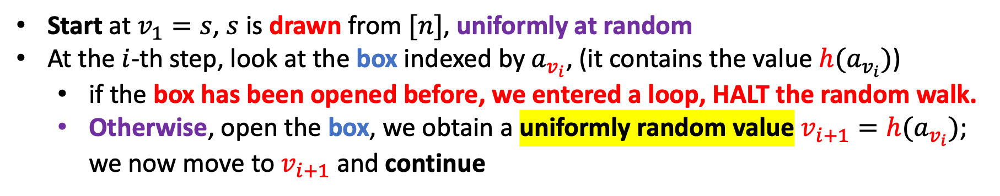 • Start at v₁ = s, s is drawn from [n], uniformly at random
• At the i-th step, look at the box indexed by a_{v_i}, (it contains the value h(a_{v_i}))
• if the box has been opened before, we entered a loop, HALT the random walk.
• Otherwise, open the box, we obtain a uniformly random value v_{i+1} = h(a_{v_i});
we now move to v_{i+1} and continue